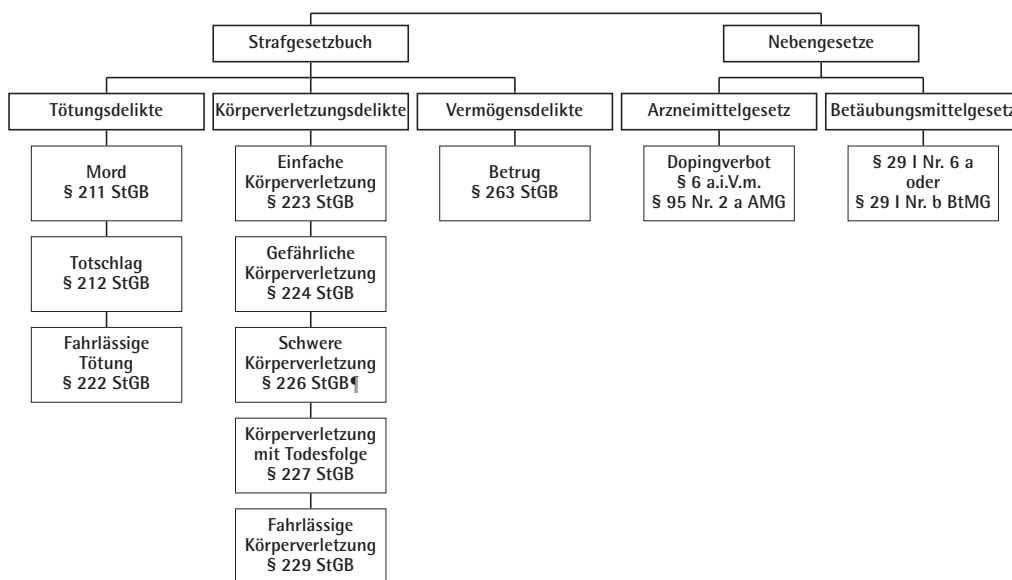 Strafgesetzbuch
Nebengesetze
Tötungsdelikte
Körperverletzungsdelikte
Vermögensdelikte
Arzneimittelgesetz
Betäubungsmittelgesetz
Mord
§ 211 StGB
Totschlag
§ 212 StGB
Fahrlässige
Tötung
§ 222 StGB
Einfache
Körperverletzung
§ 223 StGB
Gefährliche
Körperverletzung
§ 224 StGB
Schwere
Körperverletzung
§ 226 StGB¶
Körperverletzung
mit Todesfolge
§ 227 StGB
Fahrlässige
Körperverletzung
§ 229 StGB
Betrug
§ 263 StGB
Dopingverbot
§ 6 a.i.V.m.
§ 95 Nr. 2 a AMG
§ 29 I Nr. 6 a
oder
§ 29 I Nr. b BtMG